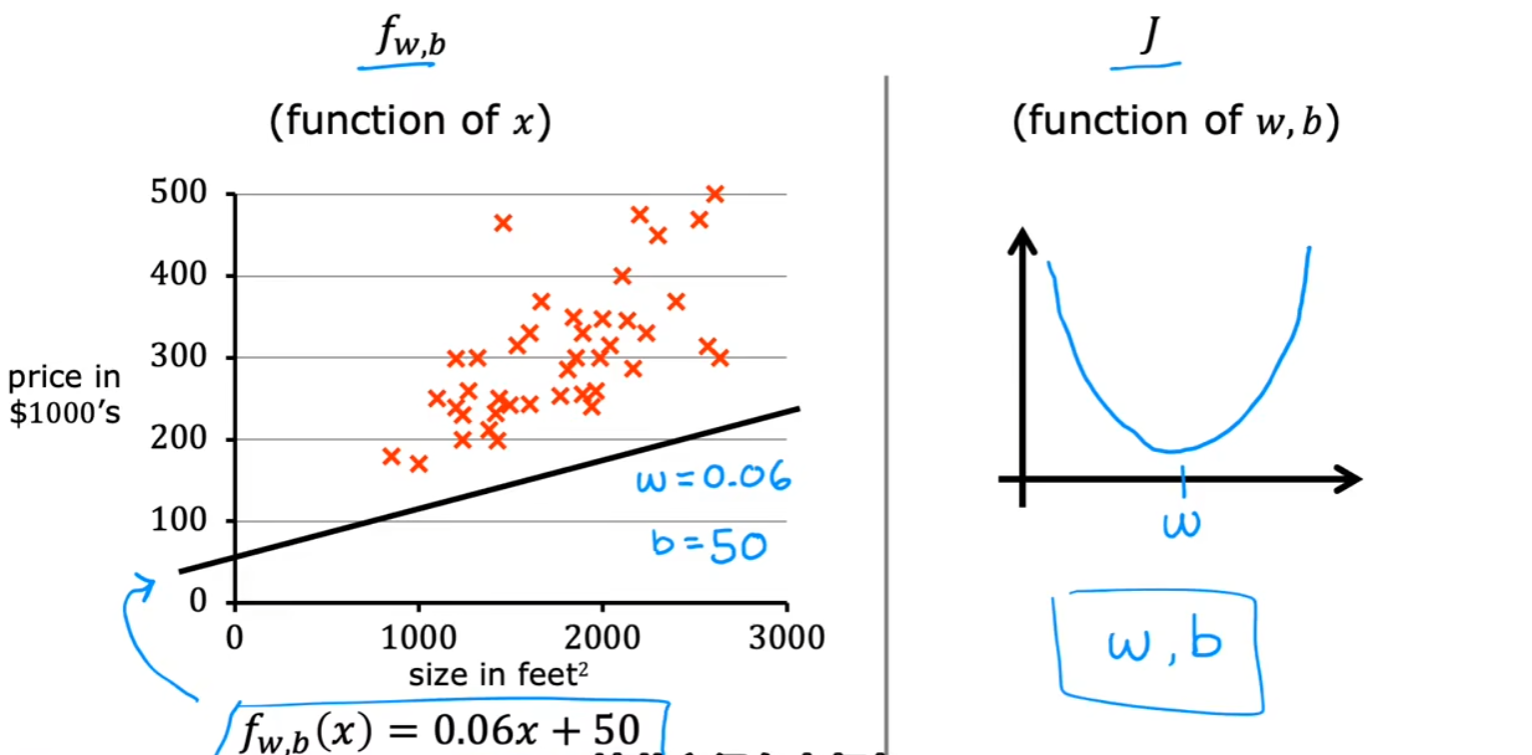 f_{w,b}
(function of x)
500
400
300
200
100
0
price in
$1000's
0 1000 2000 3000
size in feet²
w = 0.06
b = 50
f_{w,b}(x) = 0.06x + 50
J
(function of w, b)
w
w, b